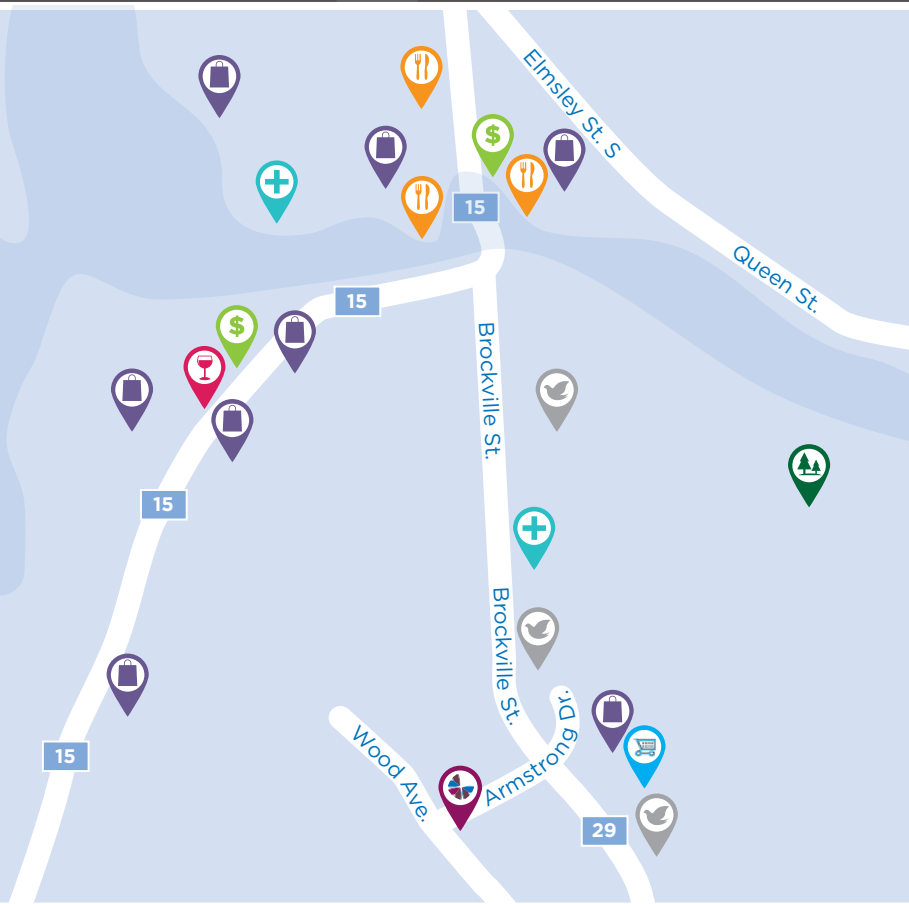 Elmsley St. S
$
15
Queen St.
15
$
Brockville St.
15
Brockville St.
Armstrong Dr.
Wood Ave.
15
29